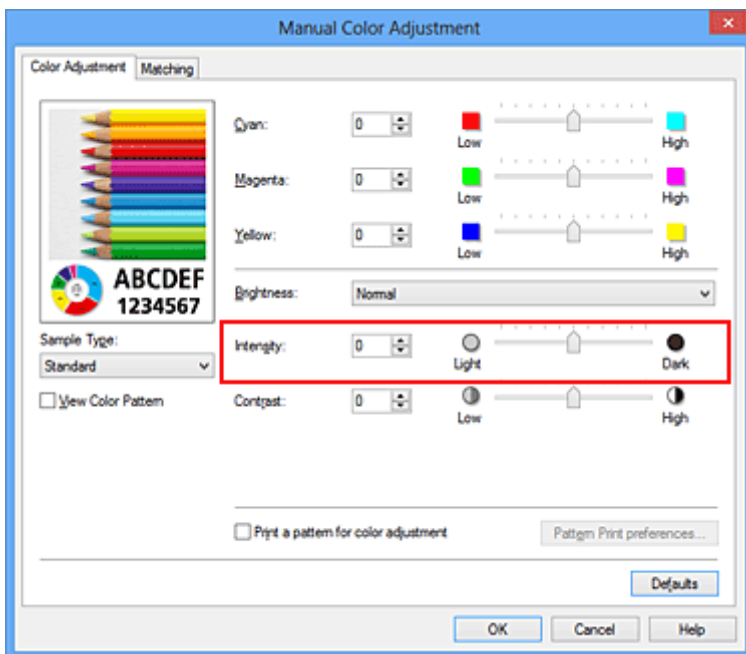 Manual Color Adjustment
Color Adjustment
Matching
Cyan:
0
Low
High
Magenta:
0
Low
High
Yellow:
0
Low
High
ABCDEF
1234567
Brightness:
Normal
Sample Type:
Standard
Intensity:
0
Light
Dark
View Color Pattern
Contrast:
0
Low
High
Print a pattern for color adjustment
Pattern Print preferences...
Defaults
OK
Cancel
Help